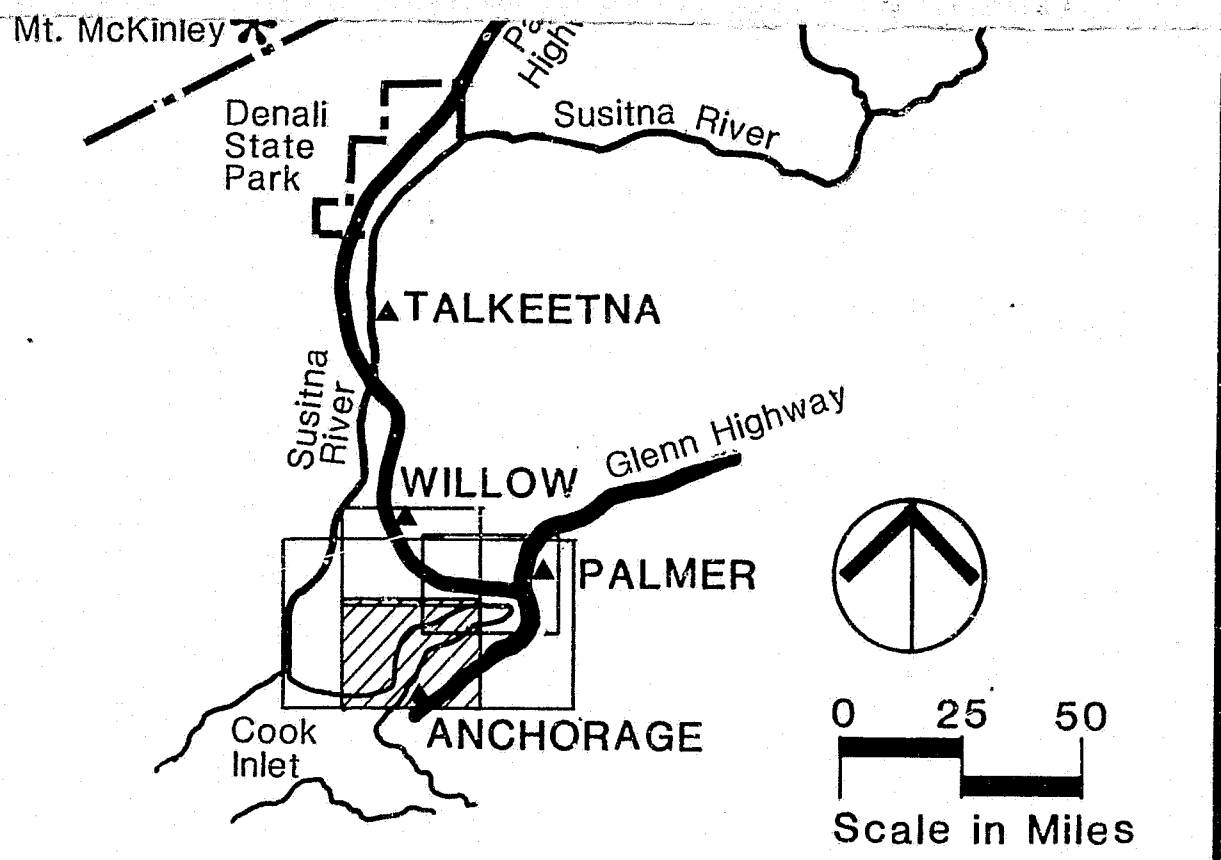 Mt. McKinley
High
Denali
State
Park
Susitna River
TALKEETNA
Susitna
River
Glenn Highway
WILLOW
PALMER
Cook
Inlet
ANCHORAGE
0 25 50
Scale in Miles